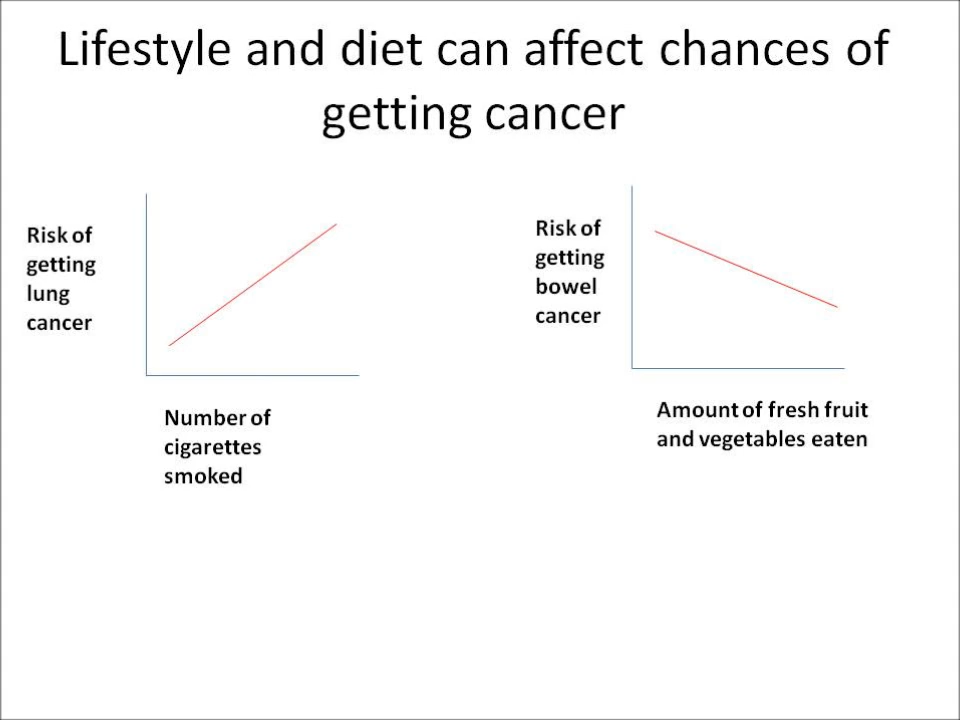 Lifestyle and diet can affect chances of
getting cancer
Risk of
getting
lung
cancer
Number of
cigarettes
smoked
Risk of
getting
bowel
cancer
Amount of fresh fruit
and vegetables eaten